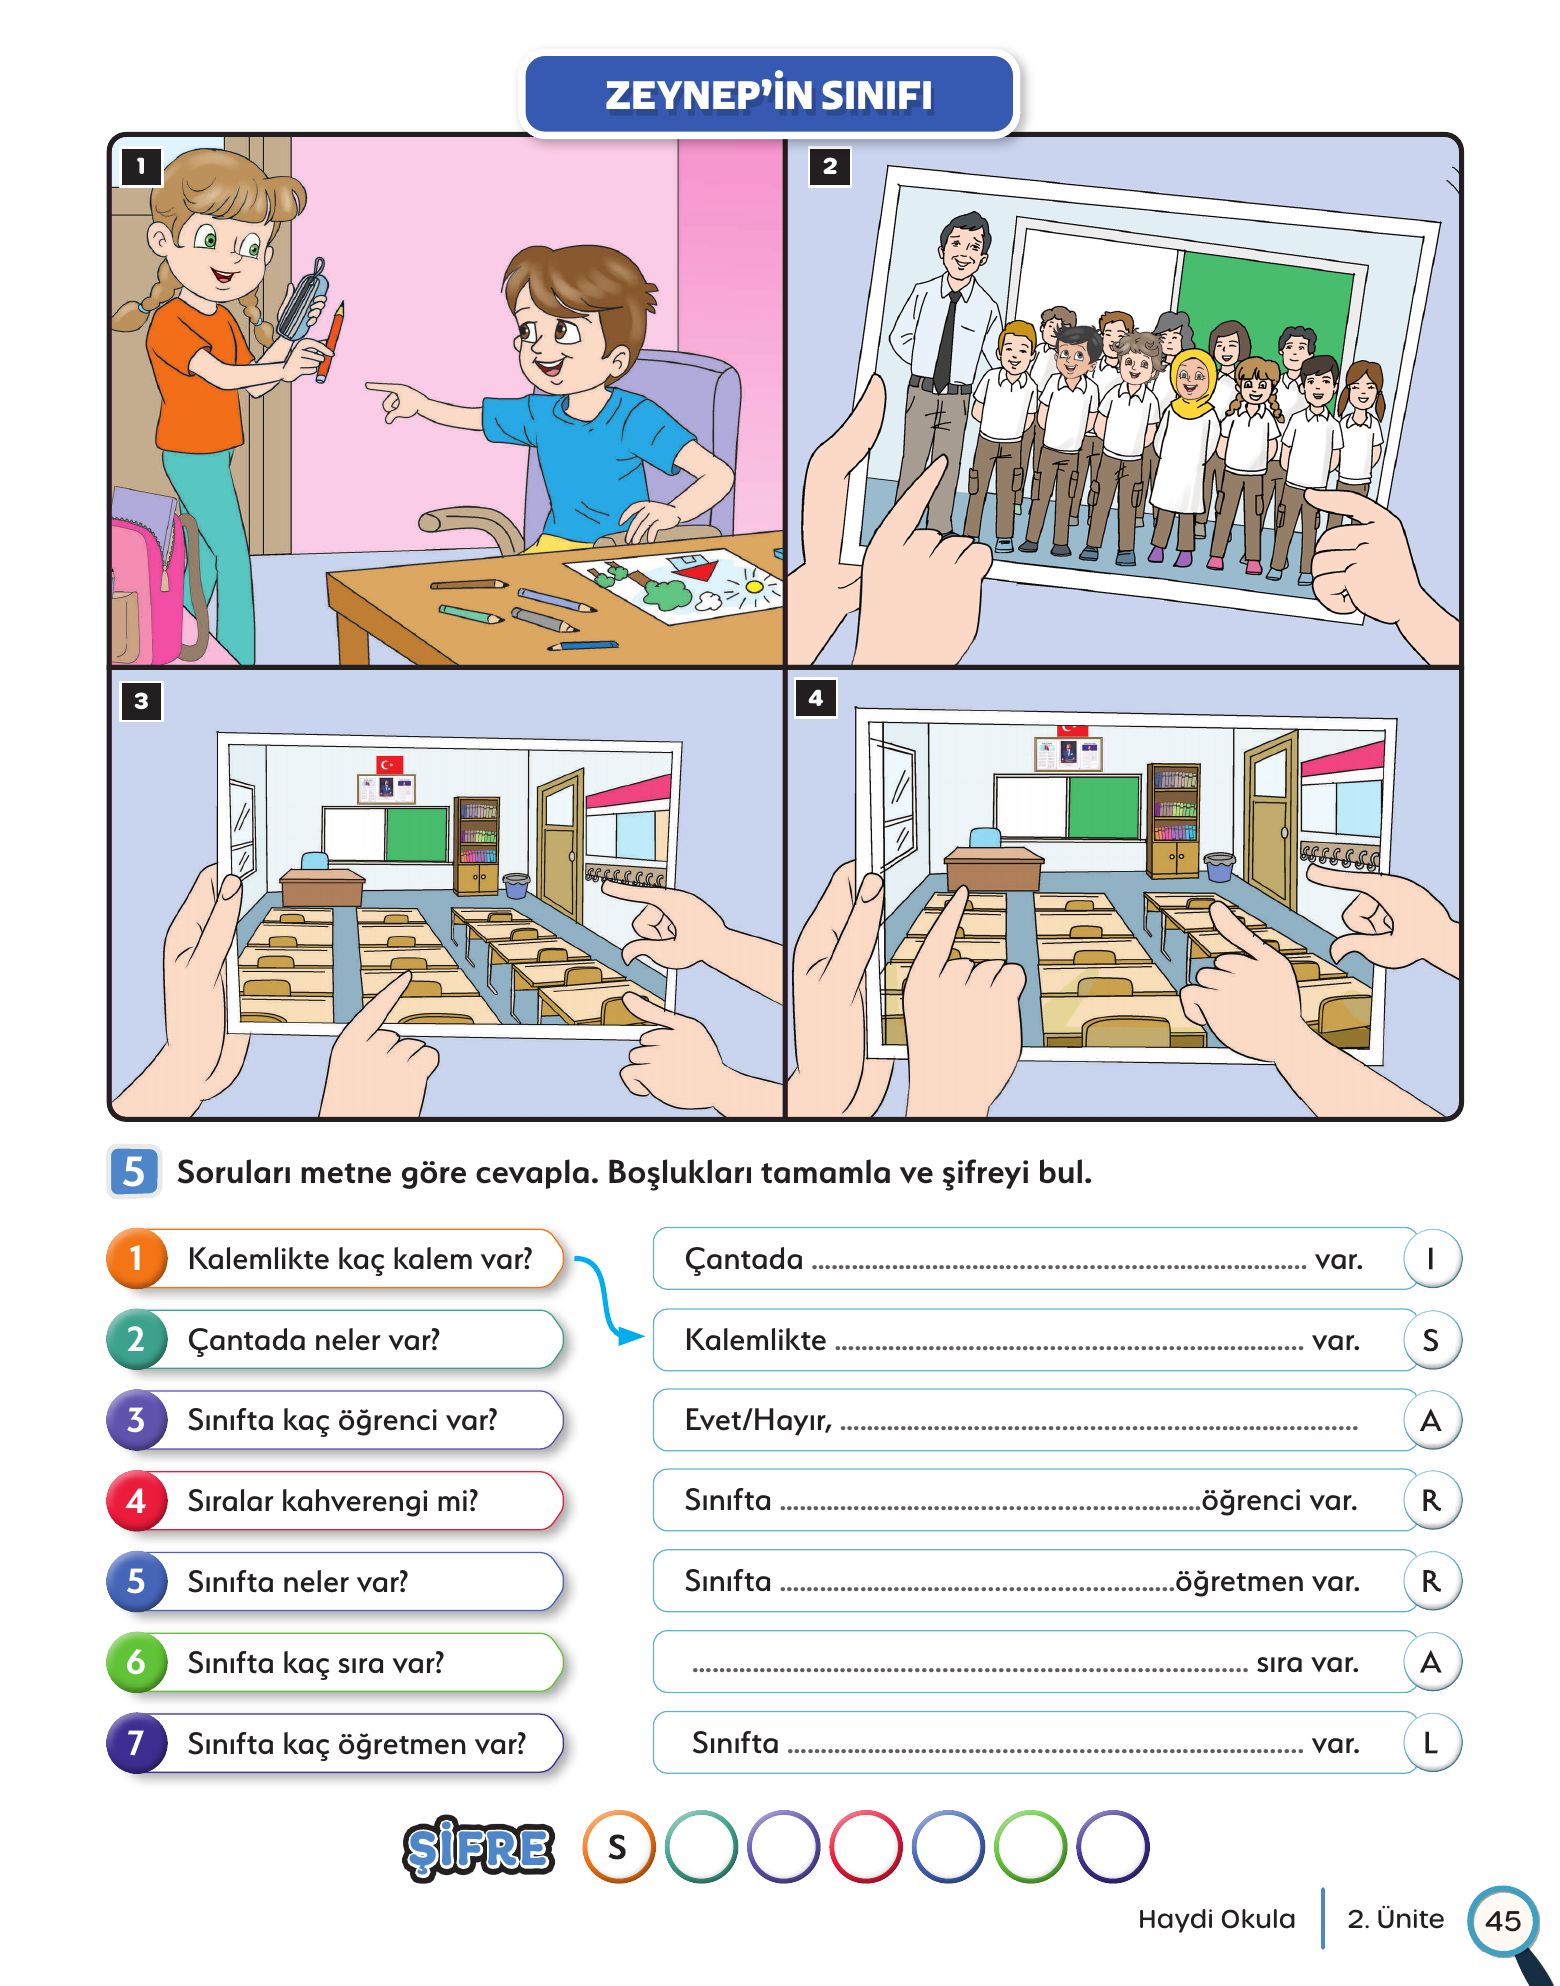 ZEYNEP’İN SINIFI
1
2
3
4
5 Soruları metne göre cevapla. Boşlukları tamamla ve şifreyi bul.
1 Kalemlikte kaç kalem var?
Çantada ........................ var. I
2 Çantada neler var?
Kalemlikte ........................ var. S
3 Sınıfta kaç öğrenci var?
Evet/Hayır, ........................ A
4 Sıralar kahverengi mi?
Sınıfta ........................öğrenci var. R
5 Sınıfta neler var?
Sınıfta ........................öğretmen var. R
6 Sınıfta kaç sıra var?
........................ sıra var. A
7 Sınıfta kaç öğretmen var?
Sınıfta ........................ var. L
ŞİFRE S
Haydi Okula 2. Ünite 45